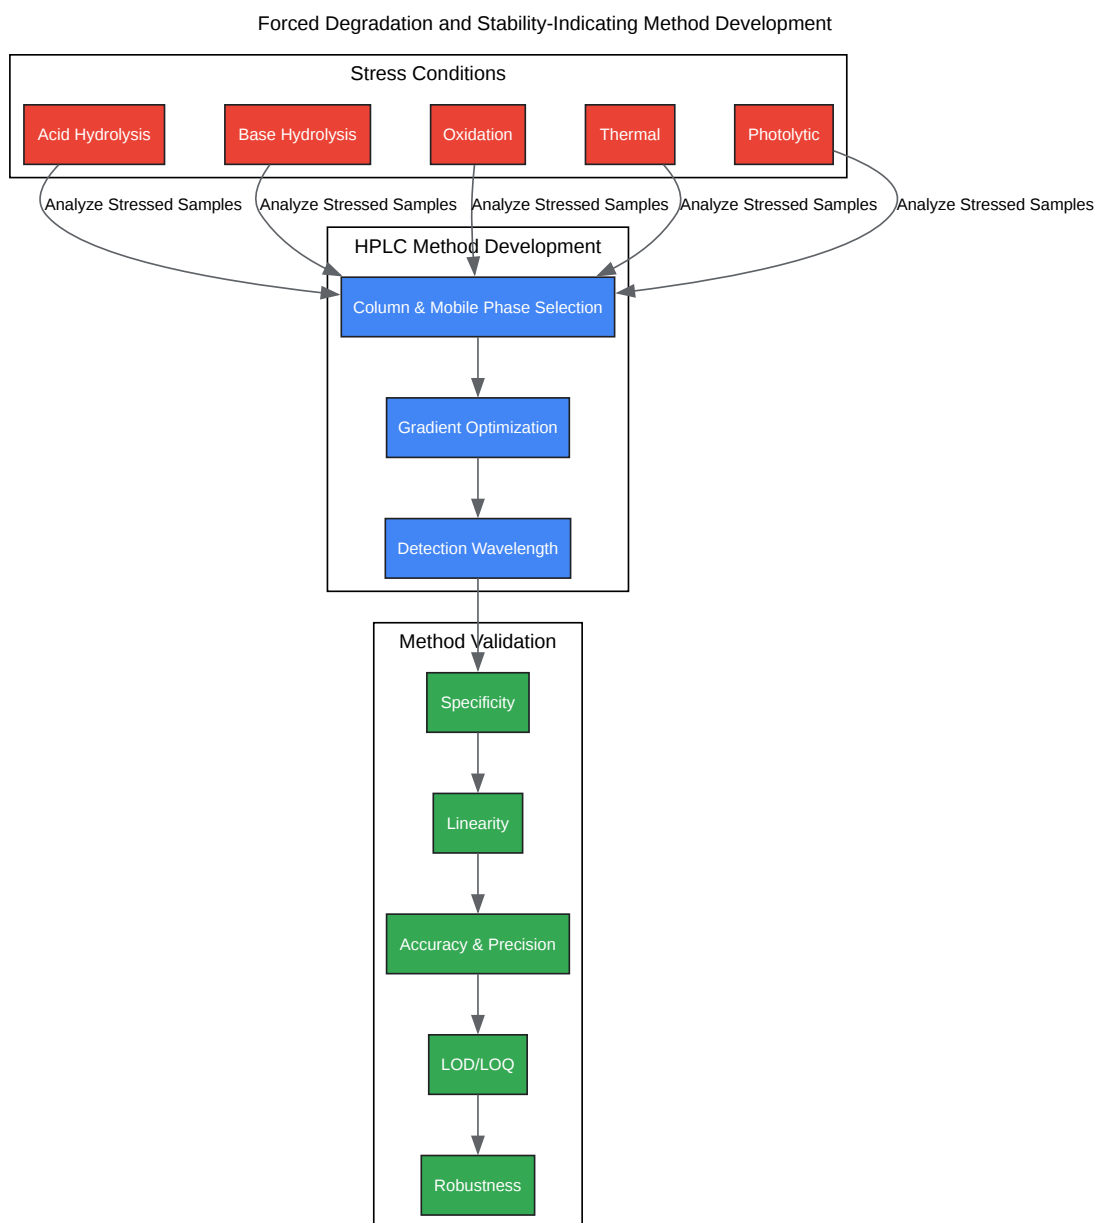 Forced Degradation and Stability-Indicating Method Development
Stress Conditions
Acid Hydrolysis
Base Hydrolysis
Oxidation
Thermal
Photolytic
Analyze Stressed Samples
Analyze Stressed Samples
Analyze Stressed Samples
Analyze Stressed Samples
Analyze Stressed Samples
HPLC Method Development
Column & Mobile Phase Selection
Gradient Optimization
Detection Wavelength
Method Validation
Specificity
Linearity
Accuracy & Precision
LOD/LOQ
Robustness